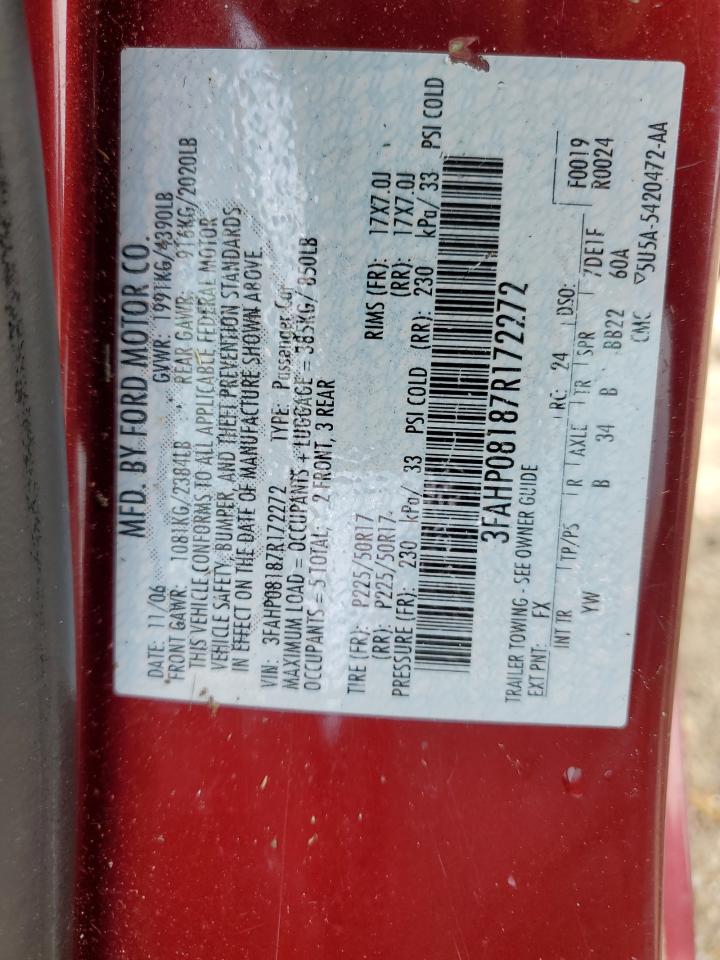 MFD. BY FORD MOTOR CO.
DATE: 11/06 GVWR: 1991KG/4390LB
FRONT GAWR: 1081KG/2384LB REAR GAWR: 916KG/2020LB
THIS VEHICLE CONFORMS TO ALL APPLICABLE FEDERAL MOTOR
VEHICLE SAFETY, BUMPER, AND THEFT PREVENTION STANDARDS
IN EFFECT ON THE DATE OF MANUFACTURE SHOWN ABOVE.
VIN: 3FAHP08187R172272 TYPE: Passenger Car
MAXIMUM LOAD = OCCUPANTS + LUGGAGE = 385KG/ 850LB
OCCUPANTS = 5 TOTAL, 2 FRONT, 3 REAR
TIRE (FR): P225/50R17 RIMS (FR): 17X7.0J
(RR): P225/50R17 (RR): 17X7.0J
PRESSURE (FR): 230 kPa/ 33 PSI COLD (RR): 230 kPa/ 33 PSI COLD
3FAHP08187R172272
TRAILER TOWING - SEE OWNER GUIDE
EXT PNT: FX RC: 24 DSO: F0019
R0024
INT TR TP/PS R AXLE TR SPR 7DE1F
YW B 34 B BB22 60A
CMC ▽5U5A-5420472-AA